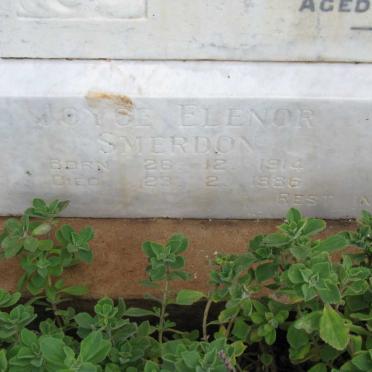 AGED
JOYCE ELENOR
SMERDON
BORN 28. 12. 1914
DIED 23. 2. 1986
REST